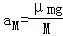 a_M = μ mg / M